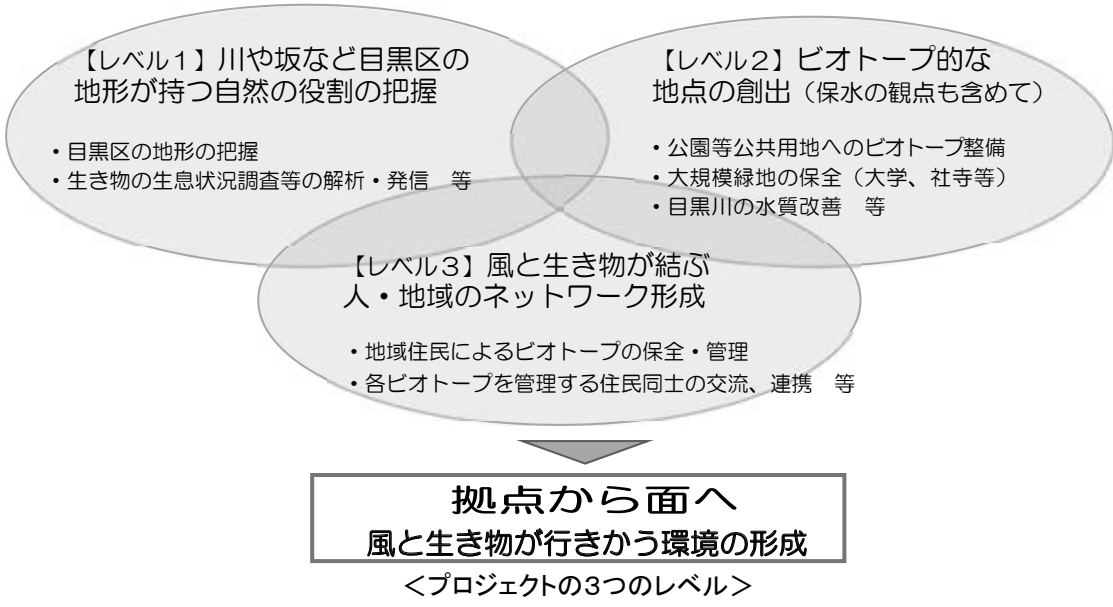 【レベル１】川や坂など目黒区の
地形が持つ自然の役割の把握
・目黒区の地形の把握
・生き物の生息状況調査等の解析・発信　等
【レベル２】ビオトープ的な
地点の創出（保水の観点も含めて）
・公園等公共用地へのビオトープ整備
・大規模緑地の保全（大学、社寺等）
・目黒川の水質改善　等
【レベル３】風と生き物が結ぶ
人・地域のネットワーク形成
・地域住民によるビオトープの保全・管理
・各ビオトープを管理する住民同士の交流、連携　等
拠点から面へ
風と生き物が行きかう環境の形成
＜プロジェクトの３つのレベル＞